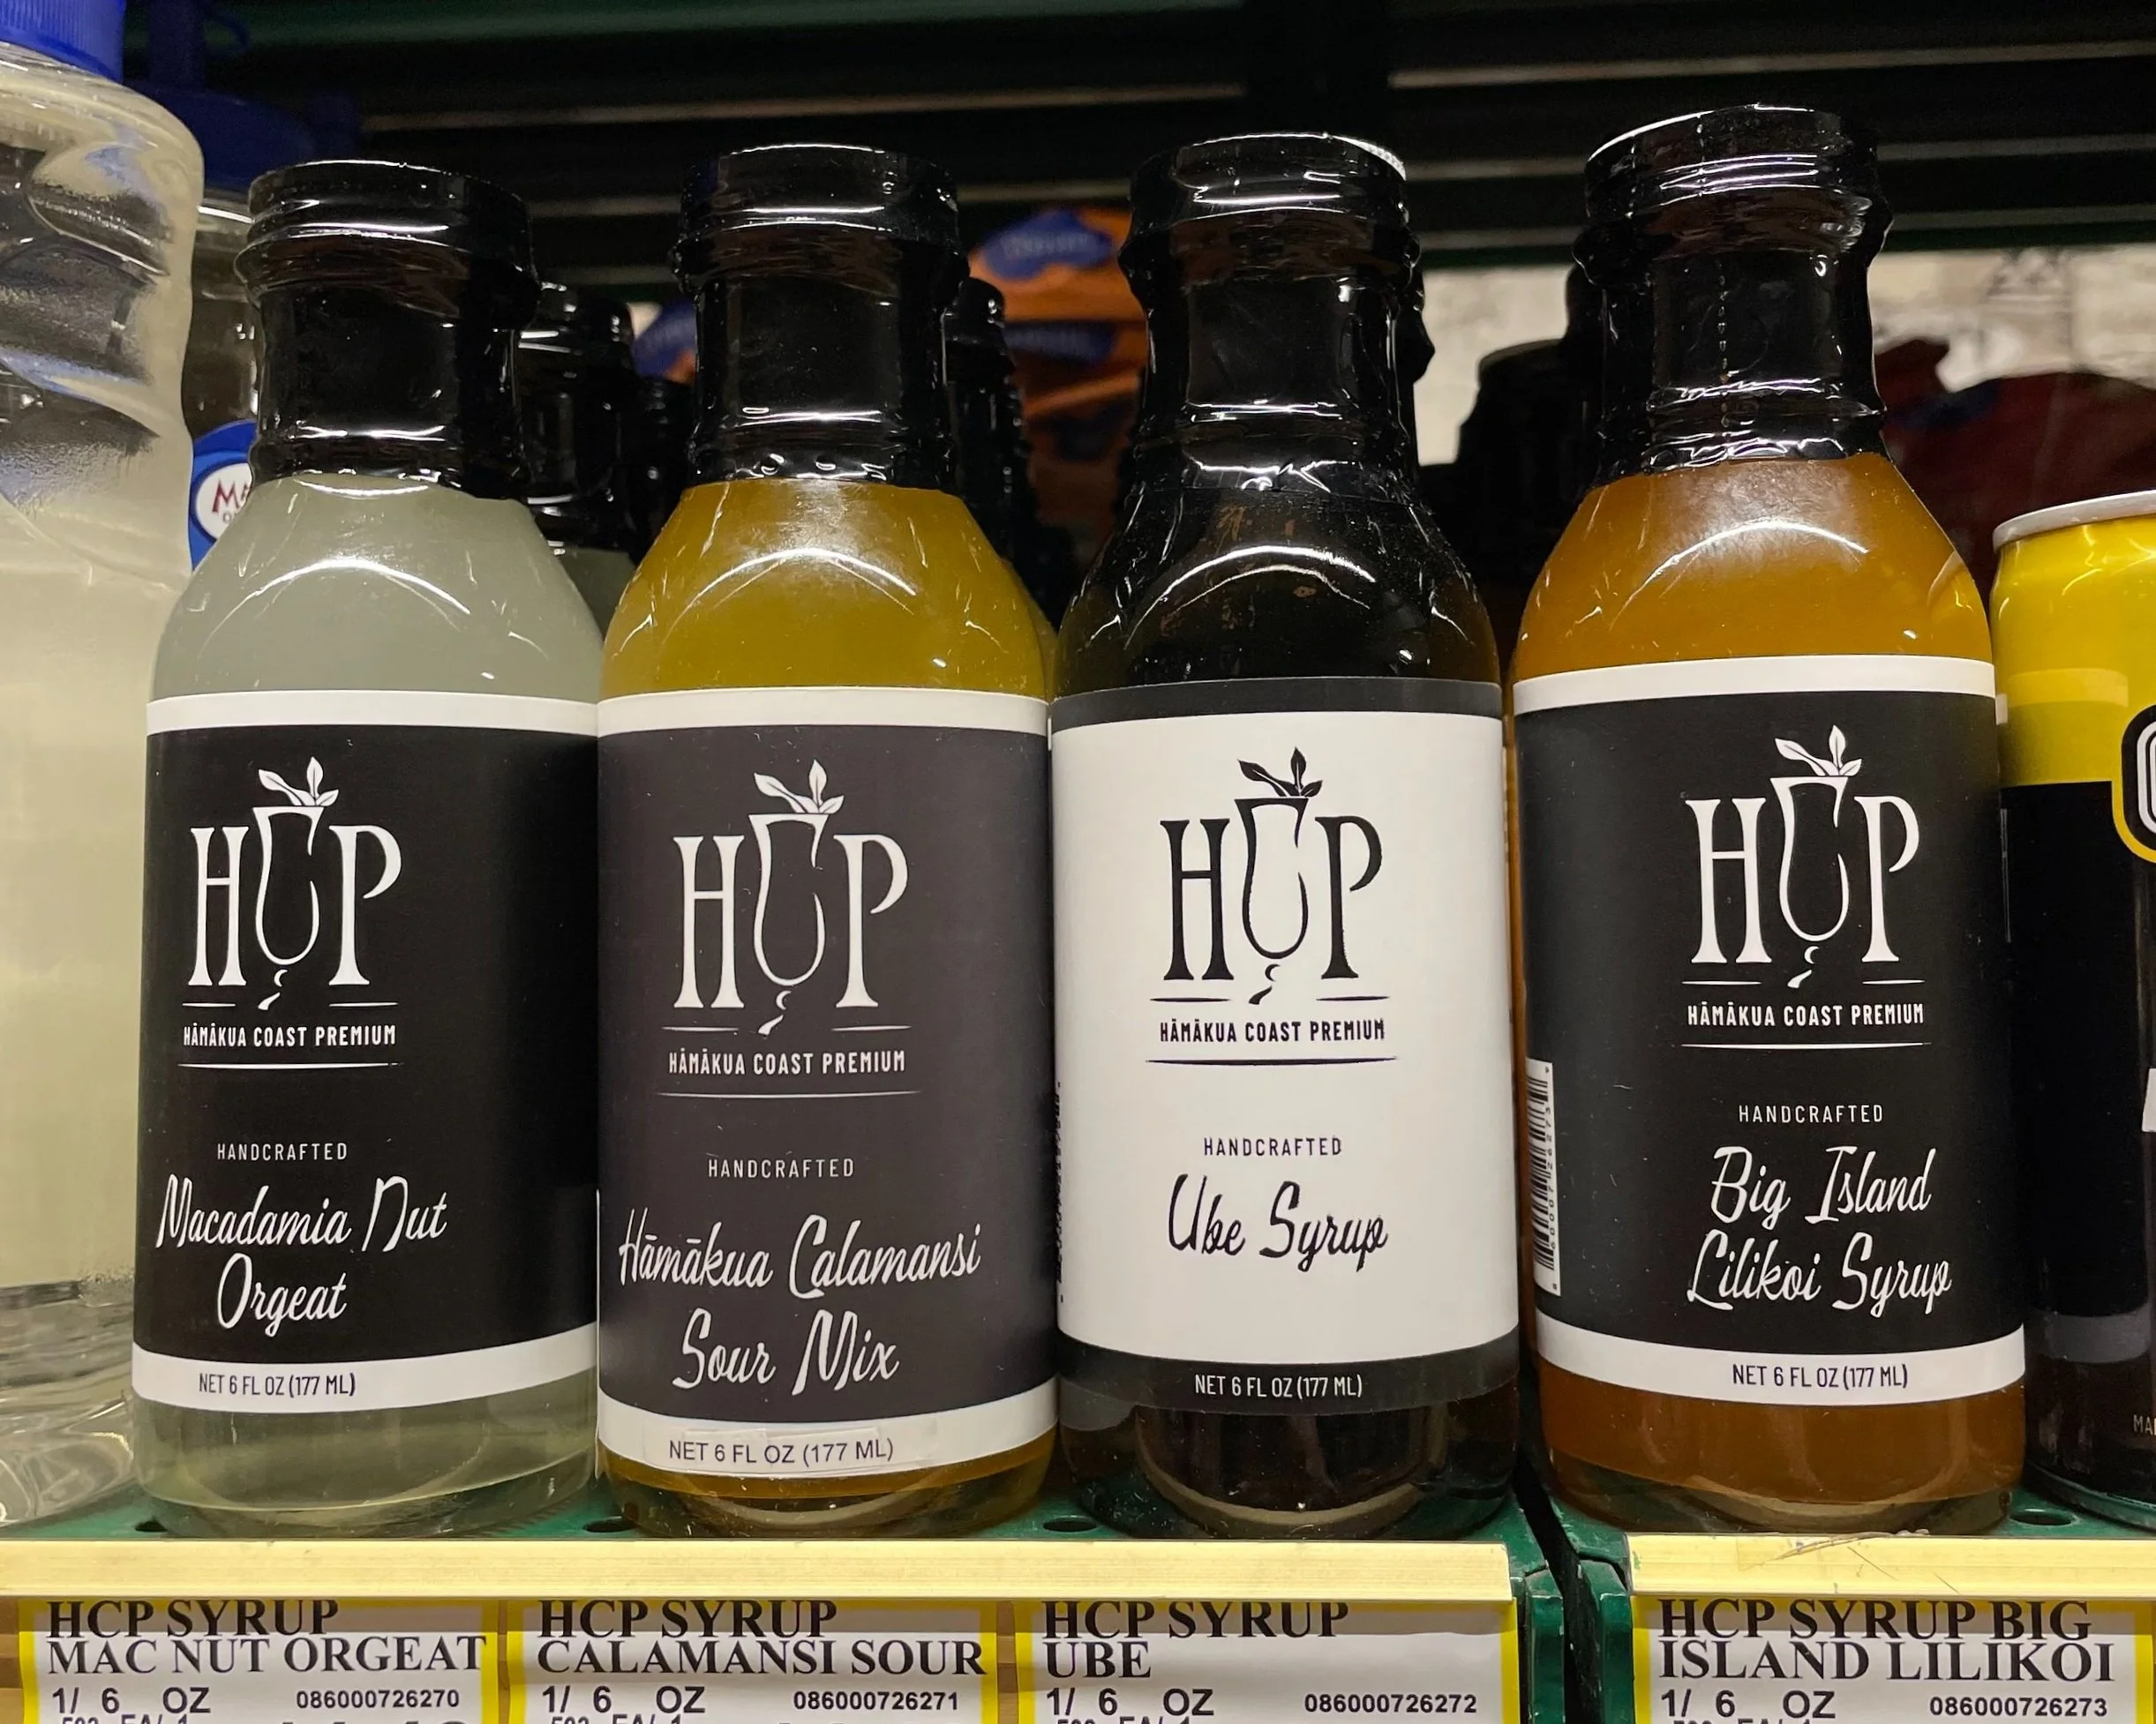 HCP
HĀMĀKUA COAST PREMIUM
HANDCRAFTED
Macadamia Nut
Orgeat
NET 6 FL OZ (177 ML)
HCP
HĀMĀKUA COAST PREMIUM
HANDCRAFTED
Hāmākua Calamansi
Sour Mix
NET 6 FL OZ (177 ML)
HCP
HĀMĀKUA COAST PREMIUM
HANDCRAFTED
Ube Syrup
NET 6 FL OZ (177 ML)
HCP
HĀMĀKUA COAST PREMIUM
HANDCRAFTED
Big Island
Lilikoi Syrup
NET 6 FL OZ (177 ML)
HCP SYRUP
MAC NUT ORGEAT
1/ 6 OZ 086000726270
HCP SYRUP
CALAMANSI SOUR
1/ 6 OZ 086000726271
HCP SYRUP
UBE
1/ 6 OZ 086000726272
HCP SYRUP BIG
ISLAND LILIKOI
1/ 6 OZ 086000726273